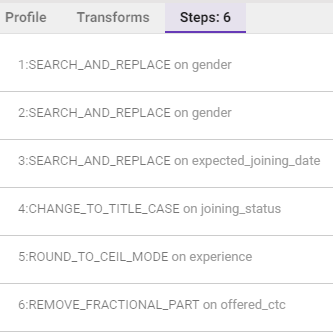 Profile Transforms Steps: 6
1:SEARCH_AND_REPLACE on gender
2:SEARCH_AND_REPLACE on gender
3:SEARCH_AND_REPLACE on expected_joining_date
4:CHANGE_TO_TITLE_CASE on joining_status
5:ROUND_TO_CEIL_MODE on experience
6:REMOVE_FRACTIONAL_PART on offered_ctc